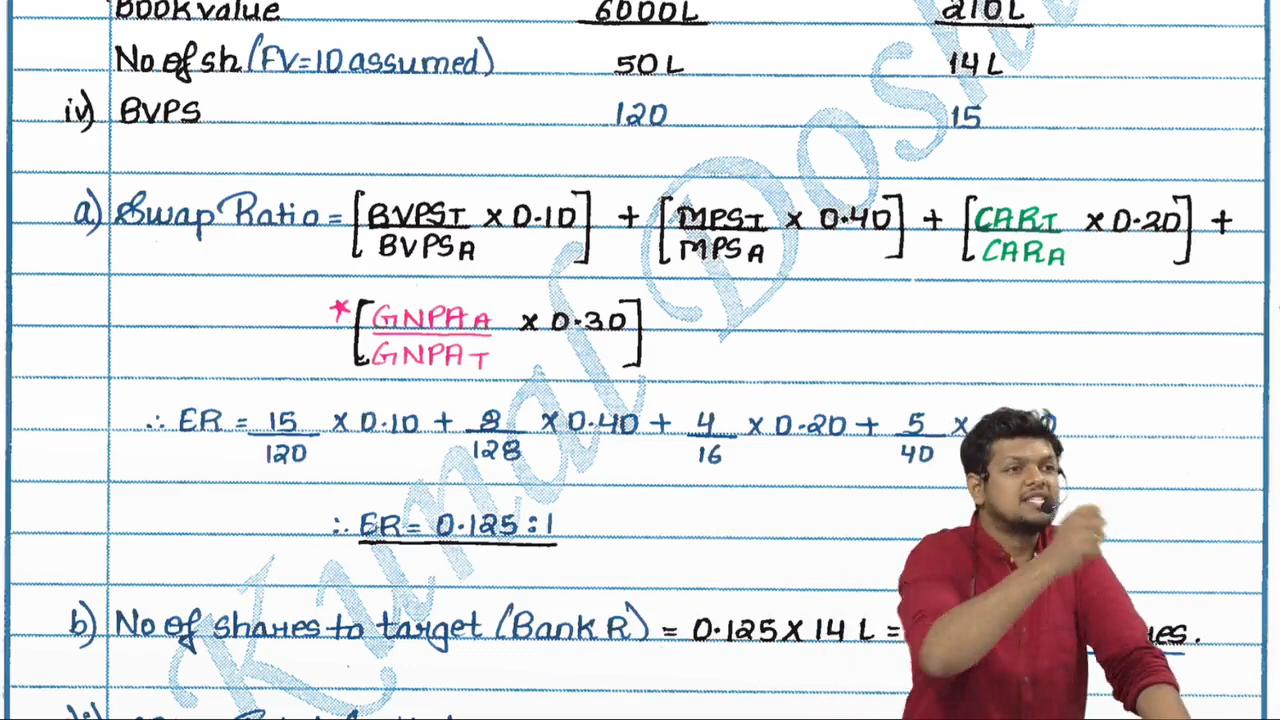 Book value 6000L 210L
No of sh (FV=10 assumed) 50L 14L
iv) BVPS 120 15
a) Swap Ratio = [BVPST / BVPSA × 0.10] + [MPST / MPSA × 0.40] + [CART / CARA × 0.20] +
*[GNPAA / GNPAT × 0.30]
∴ ER = 15/120 × 0.10 + 2/128 × 0.40 + 4/16 × 0.20 + 5/40 ×
∴ ER = 0.125 : 1
b) No of shares to target (Bank R) = 0.125 × 14 L =
Kunal Doshi